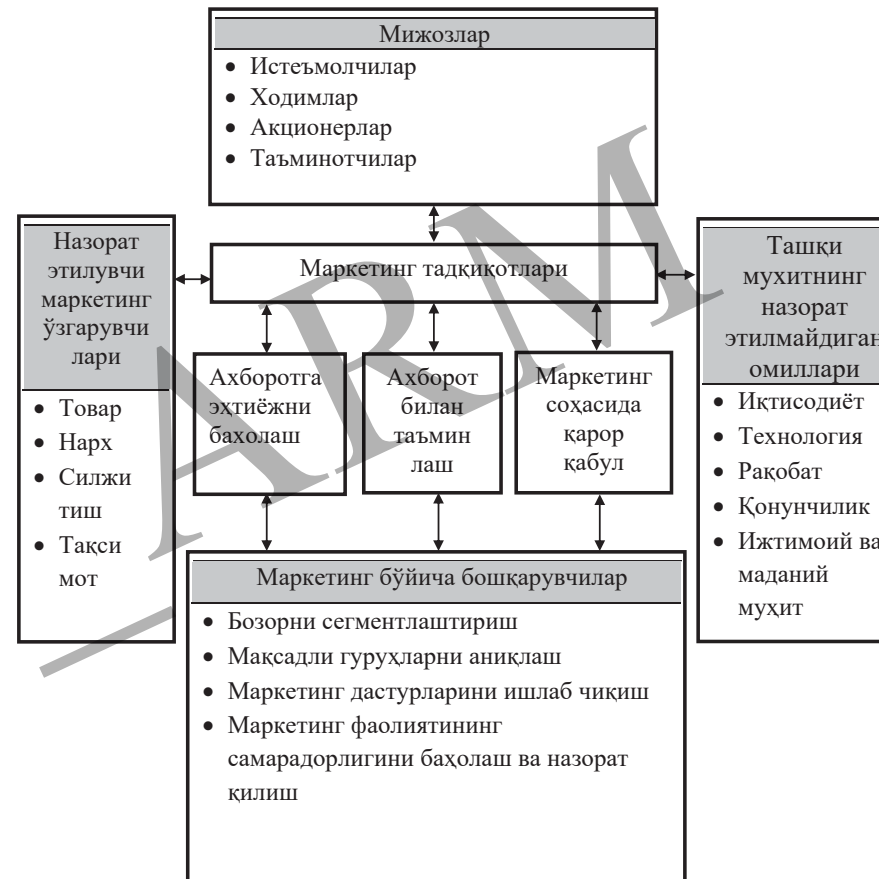 Мижозлар
• Истеъмолчилар
• Ходимлар
• Акционерлар
• Таъминотчилар
Назорат
этилувчи
маркетинг
ўзгарувчи
лари
• Товар
• Нарх
• Силжи
тиш
• Тақси
мот
Маркетинг тадқиқотлари
Ахборотга
эҳтиёжни
бахолаш
Ахборот
билан
таъмин
лаш
Маркетинг
соҳасида
қарор
қабул
Ташқи
мухитнинг
назорат
этилмайдиган
омиллари
• Иқтисодиёт
• Технология
• Рақобат
• Қонунчилик
• Ижтимоий ва
маданий
муҳит
Маркетинг бўйича бошқарувчилар
• Бозорни сегментлаштириш
• Мақсадли гуруҳларни аниқлаш
• Маркетинг дастурларини ишлаб чиқиш
• Маркетинг фаолиятининг
самарадорлигини баҳолаш ва назорат
қилиш
_ARM